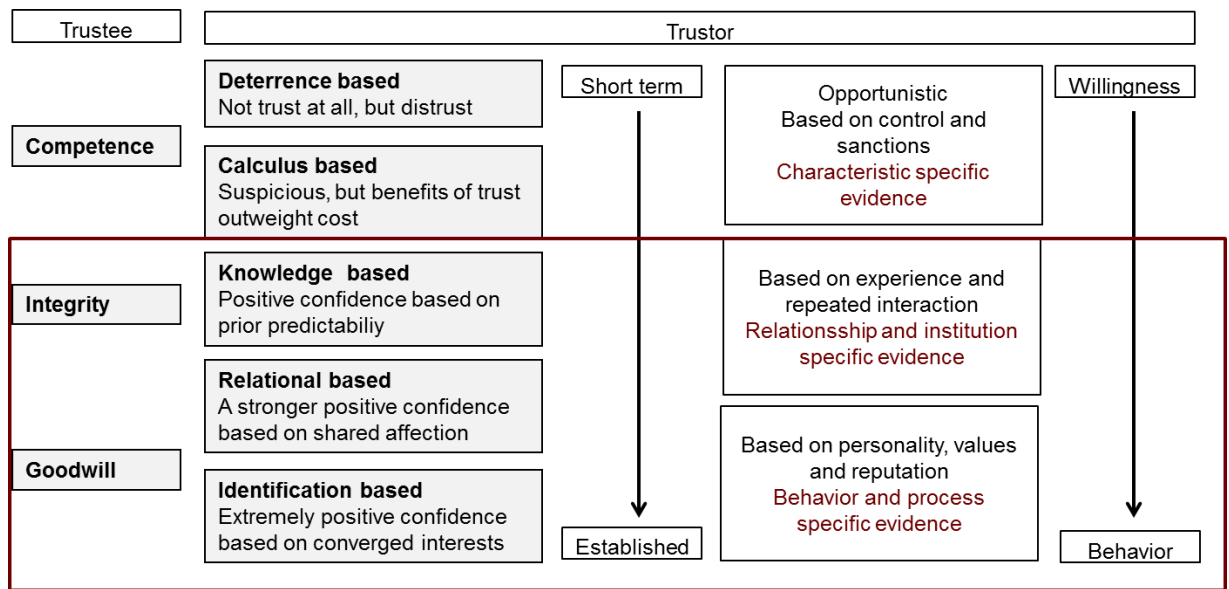 Trustee
Trustor
Competence
Integrity
Goodwill
Deterrence based
Not trust at all, but distrust
Calculus based
Suspicious, but benefits of trust
outweight cost
Knowledge based
Positive confidence based on
prior predictabiliy
Relational based
A stronger positive confidence
based on shared affection
Identification based
Extremely positive confidence
based on converged interests
Short term
Established
Opportunistic
Based on control and
sanctions
Characteristic specific
evidence
Based on experience and
repeated interaction
Relationsship and institution
specific evidence
Based on personality, values
and reputation
Behavior and process
specific evidence
Willingness
Behavior